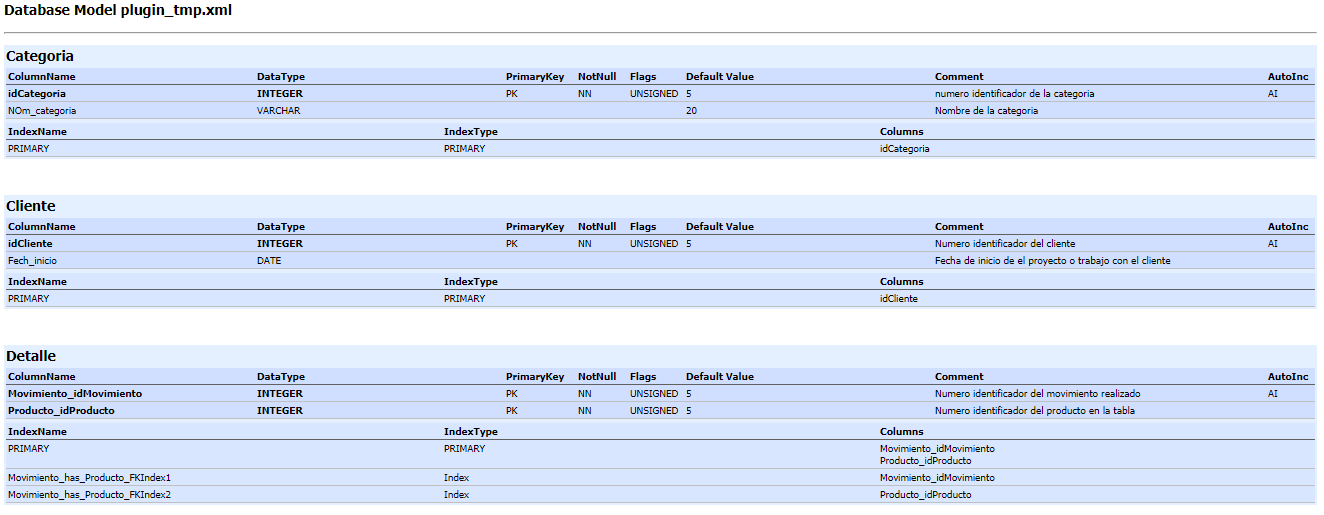 Database Model plugin_tmp.xml
Categoria
ColumnName DataType PrimaryKey NotNull Flags Default Value Comment AutoInc
idCategoria INTEGER PK NN UNSIGNED 5 numero identificador de la categoria AI
NOm_categoria VARCHAR 20 Nombre de la categoria
IndexName IndexType Columns
PRIMARY PRIMARY idCategoria
Cliente
ColumnName DataType PrimaryKey NotNull Flags Default Value Comment AutoInc
idCliente INTEGER PK NN UNSIGNED 5 Numero identificador del cliente AI
Fech_inicio DATE Fecha de inicio de el proyecto o trabajo con el cliente
IndexName IndexType Columns
PRIMARY PRIMARY idCliente
Detalle
ColumnName DataType PrimaryKey NotNull Flags Default Value Comment AutoInc
Movimiento_idMovimiento INTEGER PK NN UNSIGNED 5 Numero identificador del movimiento realizado AI
Producto_idProducto INTEGER PK NN UNSIGNED 5 Numero identificador del producto en la tabla
IndexName IndexType Columns
PRIMARY PRIMARY Movimiento_idMovimiento
Producto_idProducto
Movimiento_has_Producto_FKIndex1 Index Movimiento_idMovimiento
Movimiento_has_Producto_FKIndex2 Index Producto_idProducto